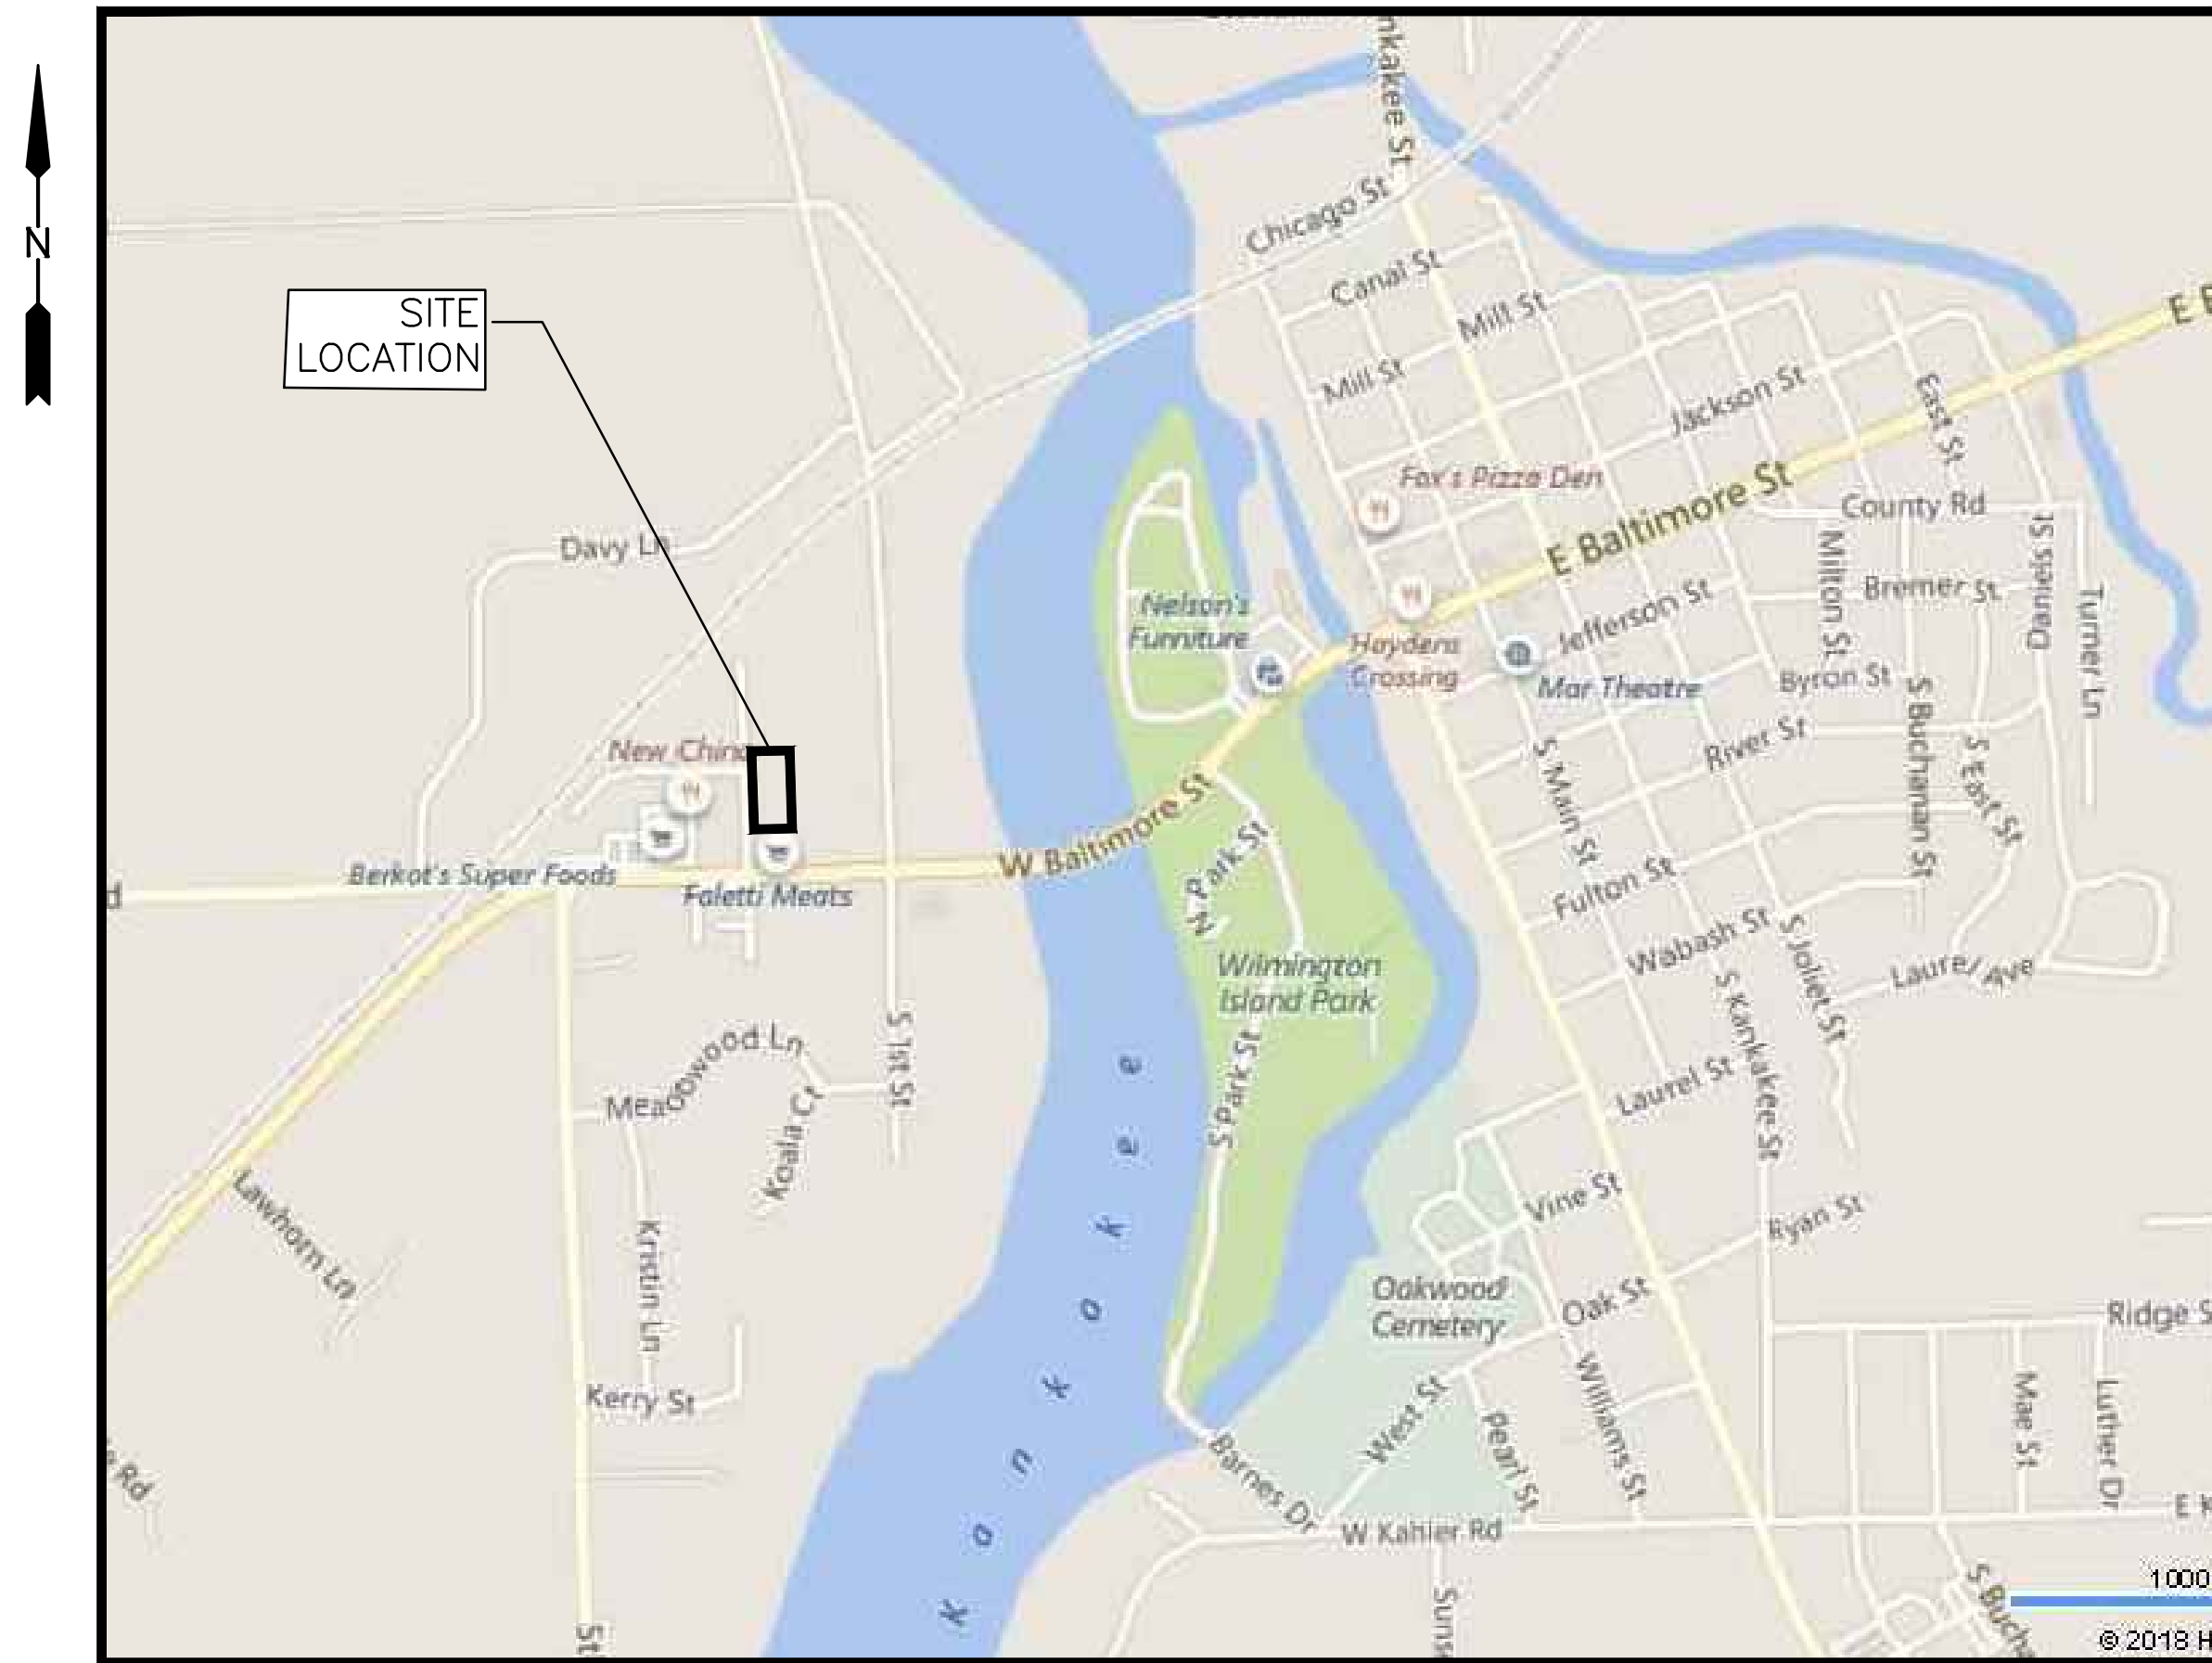 N
SITE
LOCATION
Chicago St
Canal St
Mill St
Mill St
Jackson St
East St
Fox's Pizza Den
E Baltimore St
County Rd
Davy Ln
Nelson's
Furniture
Haydens
Crossing
Jefferson St
Mar Theatre
Milton St
Bremer St
Daniels St
Turner Ln
Byron St
River St
S Main St
S Buchanan St
S East St
New China
Berkot's Super Foods
Faletti Meats
W Baltimore St
N Park St
Fulton St
Wabash St
S Joliet St
Laurel Ave
Wilmington
Island Park
S Kankakee St
S 1st St
Meadowwood Ln
Koala Ct
S Park St
Laurel St
Lawhorn Ln
Kristin Ln
Vine St
Ryan St
Oakwood
Cemetery
Oak St
Kerry St
West St
Pearl St
Williams St
Ridge S
Mae St
Luther Dr
Rd
Barnes Dr
W Kahler Rd
K a n k a k e e
St
1000
© 2018 H